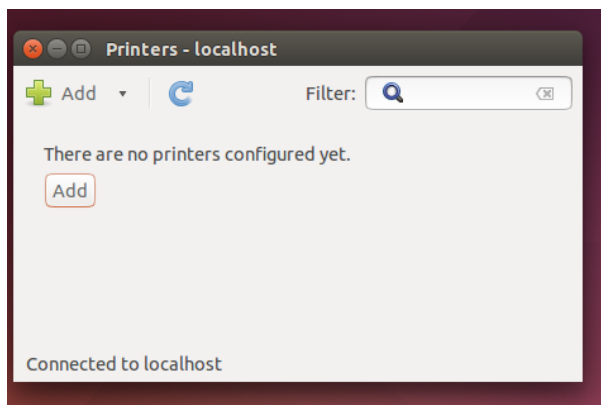 Printers - localhost
Add Filter:
There are no printers configured yet.
Add
Connected to localhost